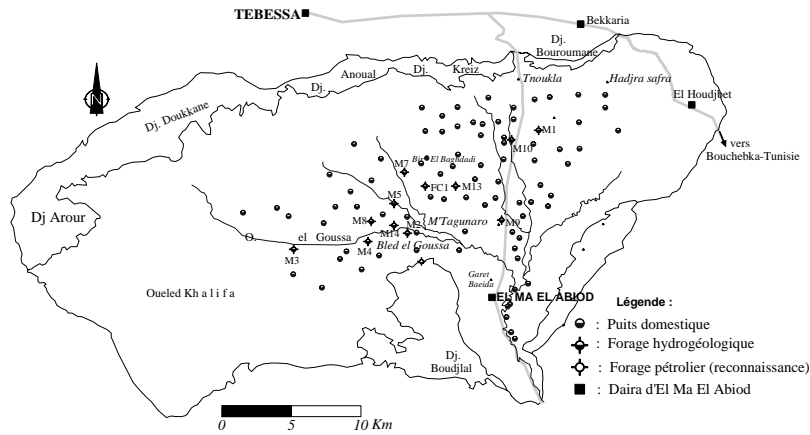 TEBESSA
Bekkaria
Dj.
Bouroumane
Dj.
Kreiz
Anoual
Dj.
Tnoukla
Hadjra safra
El Houdjbet
Dj. Doukkane
N
M1
M10
vers
Bouchebka-Tunisie
El Baghdadi
M7
FC1
M13
M5
Dj Arour
M8
M'Tagunaro
M9
M2
M14
O. el Goussa
Bled el Goussa
M4
M3
Oueled Khalifa
Garet
Baeida
EL MA EL ABIOD
Légende :
: Puits domestique
: Forage hydrogéologique
: Forage pétrolier (reconnaissance)
: Daira d'El Ma El Abiod
Dj.
Boudjlal
0 5 10 Km